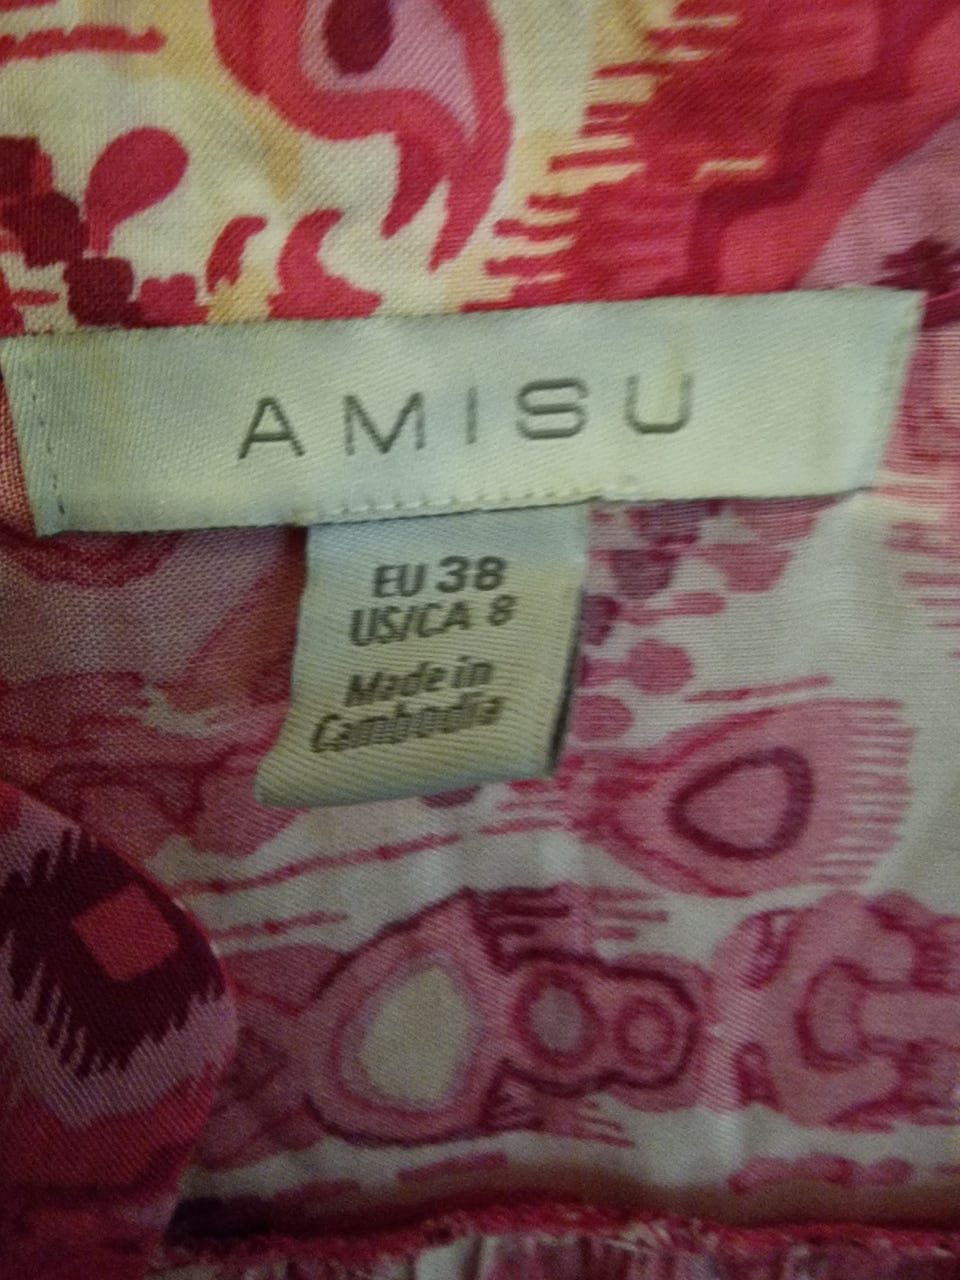 AMISU
EU 38
US/CA 8
Made in
Cambodia